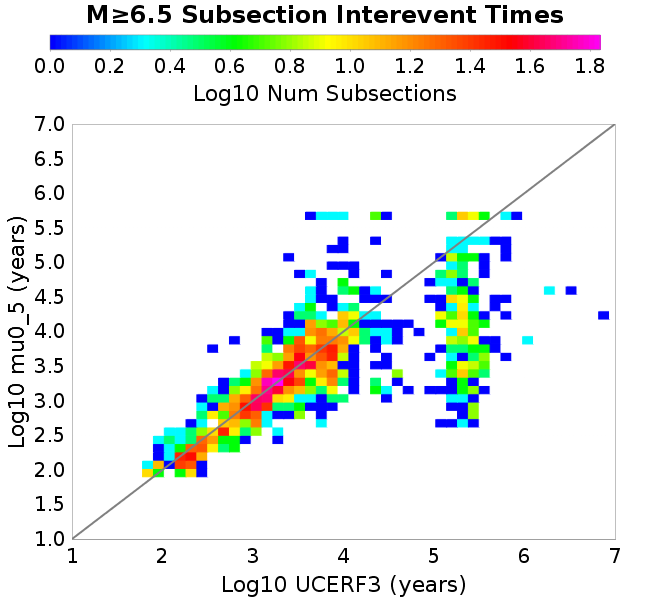 M≥6.5 Subsection Interevent Times
0.0 0.2 0.4 0.6 0.8 1.0 1.2 1.4 1.6 1.8
Log10 Num Subsections
7.0
6.5
6.0
5.5
5.0
4.5
4.0
3.5
3.0
2.5
2.0
1.5
1.0
Log10 mu0_5 (years)
1 2 3 4 5 6 7
Log10 UCERF3 (years)